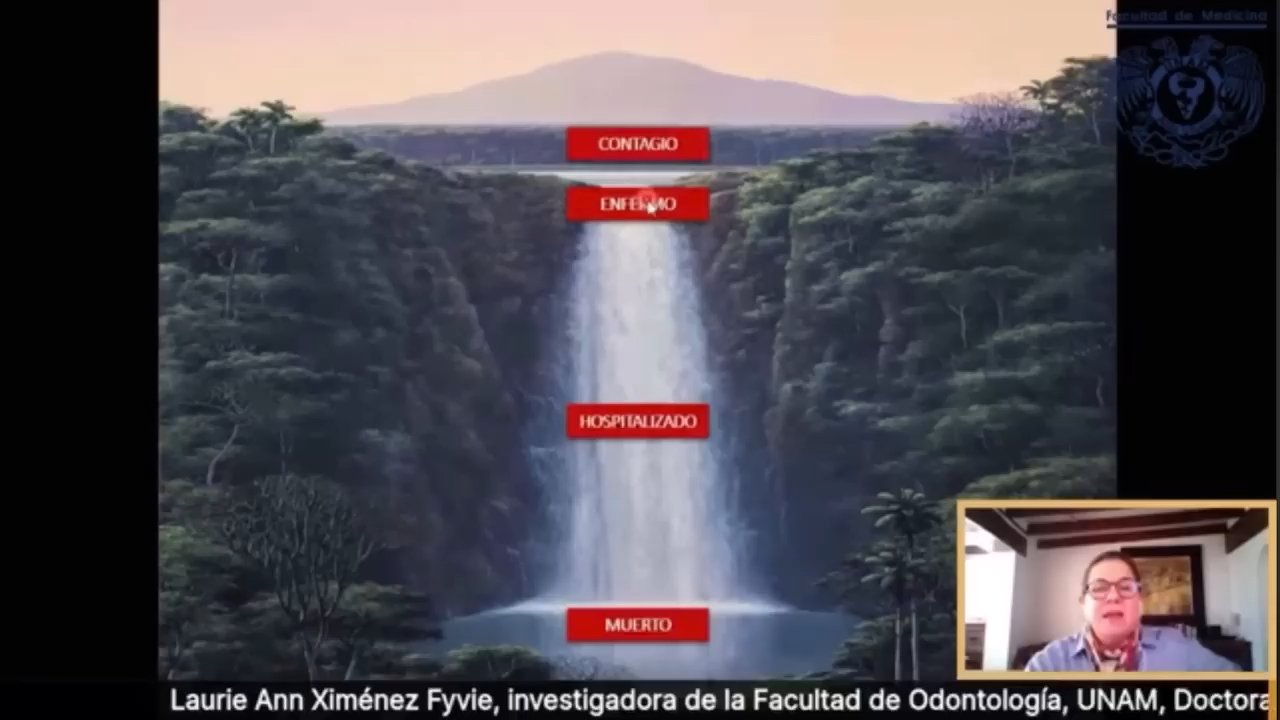 Facultad de Medicina
CONTAGIO
ENFERMO
HOSPITALIZADO
MUERTO
Laurie Ann Ximénez Fyvie, investigadora de la Facultad de Odontología, UNAM, Doctora